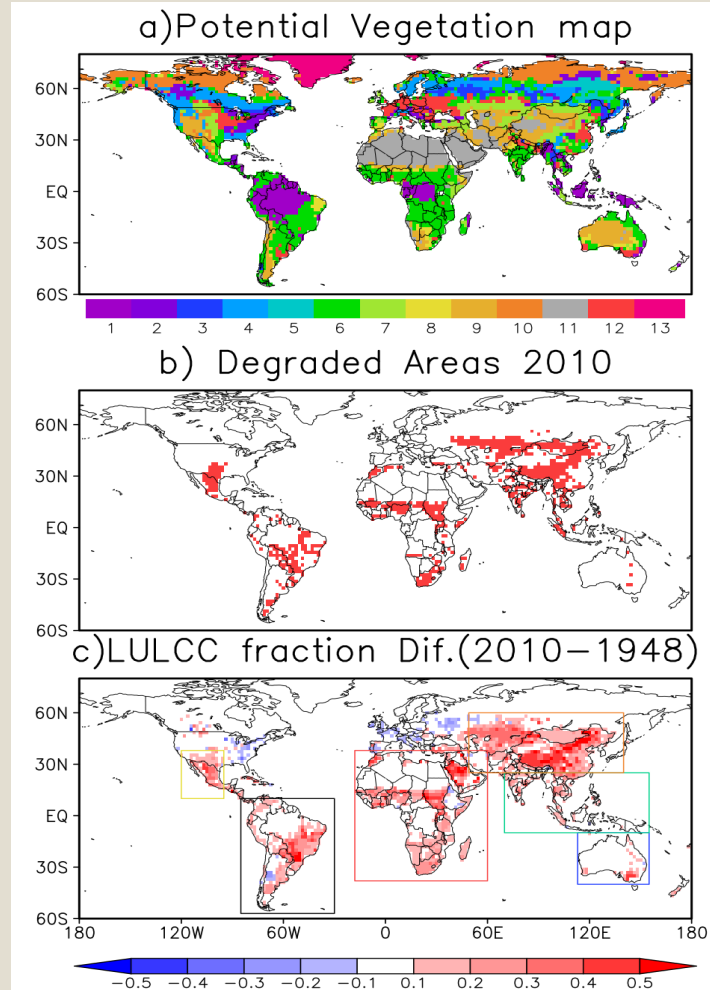 a)Potential Vegetation map
60N
30N
EQ
30S
60S
1 2 3 4 5 6 7 8 9 10 11 12 13
b) Degraded Areas 2010
60N
30N
EQ
30S
60S
c)LULCC fraction Dif.(2010−1948)
60N
30N
EQ
30S
60S
180 120W 60W 0 60E 120E 180
−0.5 −0.4 −0.3 −0.2 −0.1 0.1 0.2 0.3 0.4 0.5